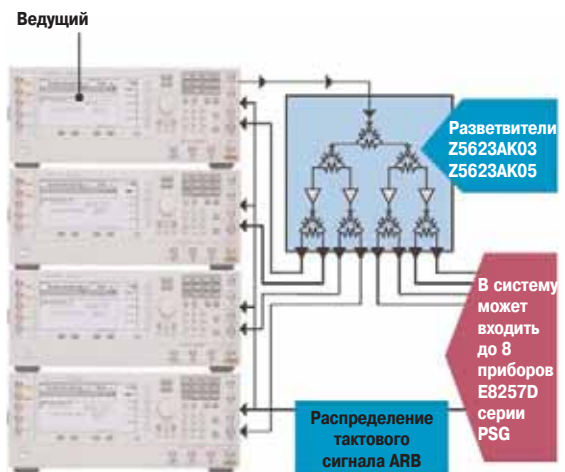 Ведущий
Разветвители
Z5623AK03
Z5623AK05
В систему
может
входить
до 8
приборов
E8257D
серии
PSG
Распределение
тактового
сигнала ARB